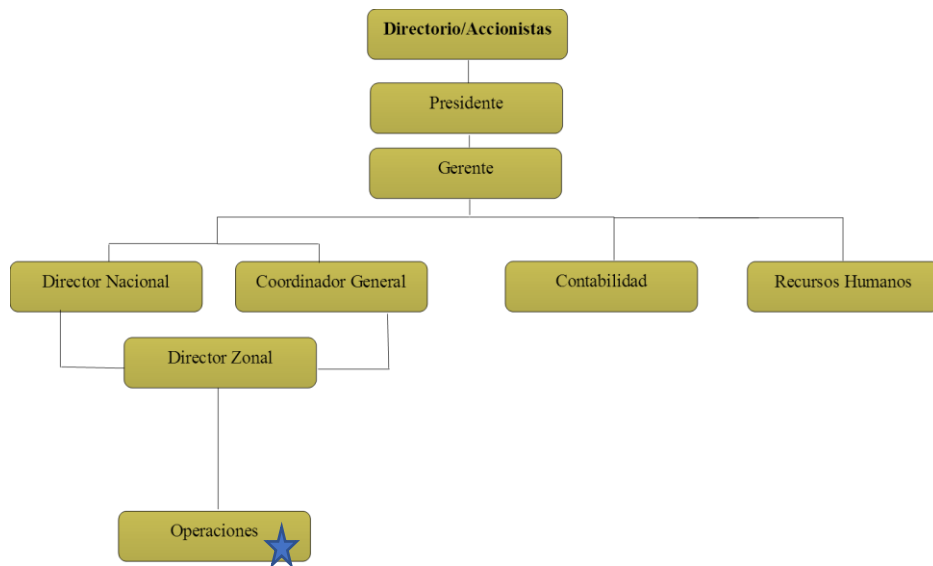 Directorio/Accionistas
Presidente
Gerente
Director Nacional
Coordinador General
Contabilidad
Recursos Humanos
Director Zonal
Operaciones